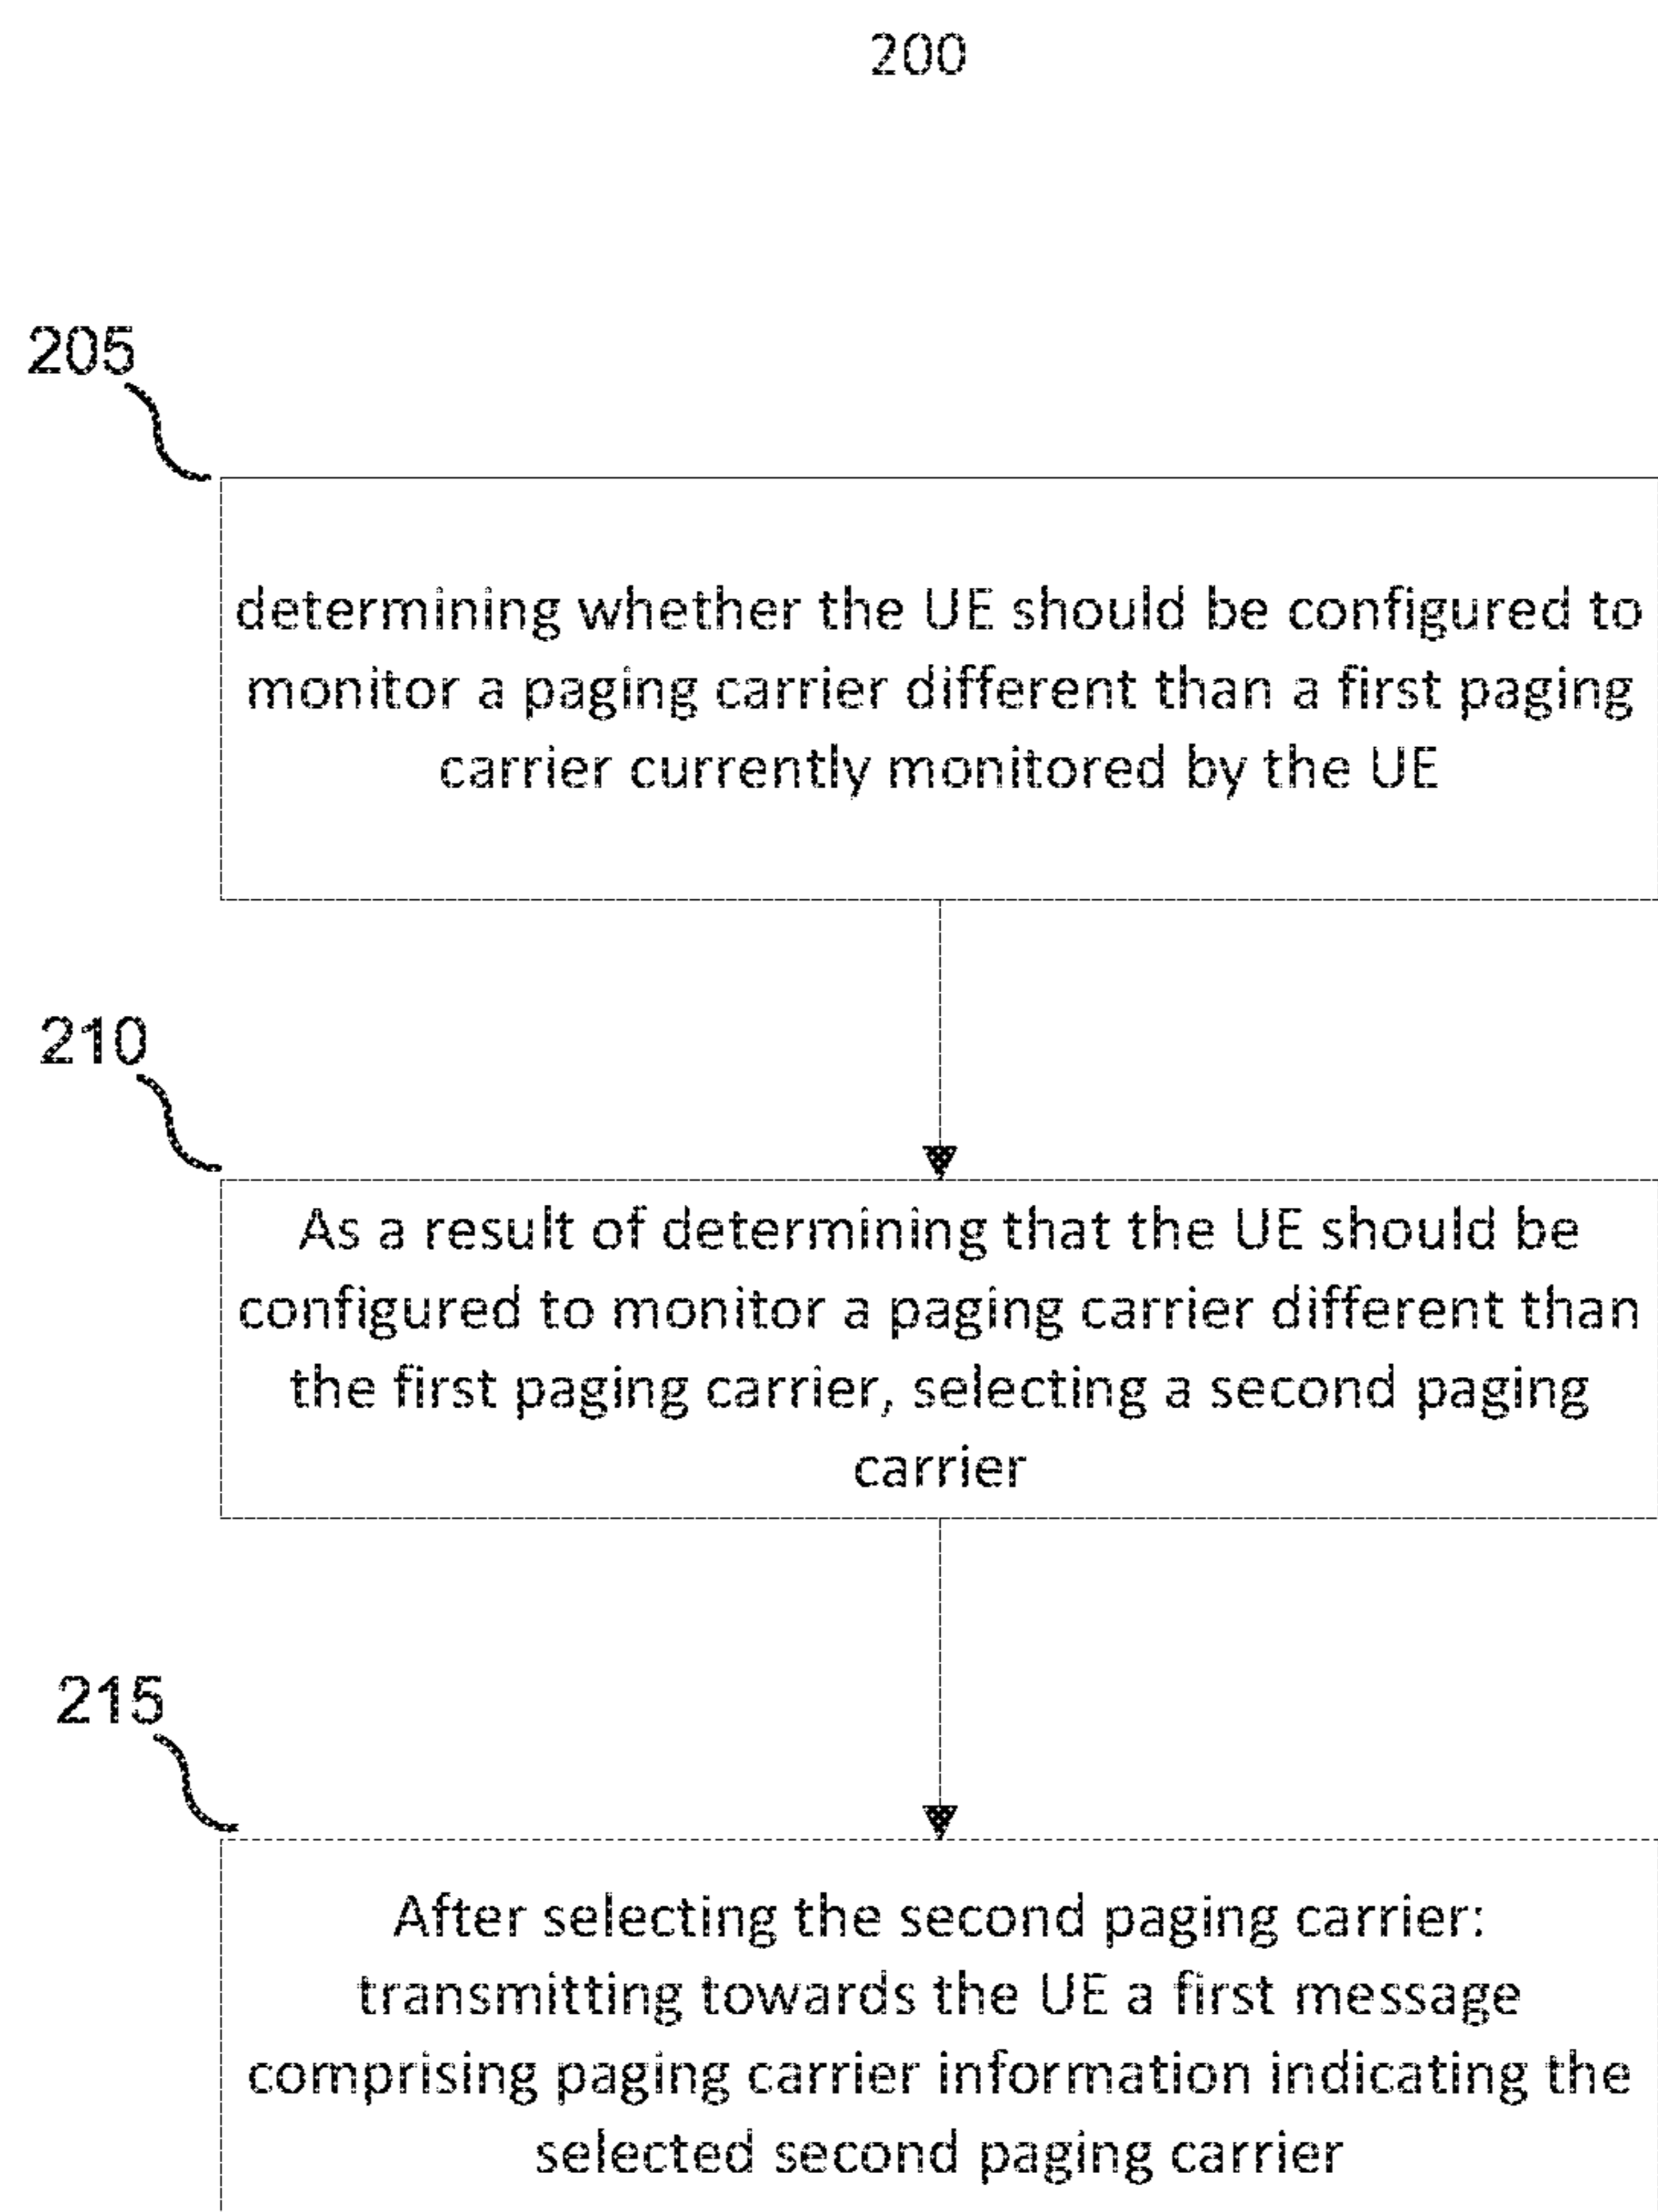 200
205
determining whether the UE should be configured to
monitor a paging carrier different than a first paging
carrier currently monitored by the UE
210
As a result of determining that the UE should be
configured to monitor a paging carrier different than
the first paging carrier, selecting a second paging
carrier
215
After selecting the second paging carrier:
transmitting towards the UE a first message
comprising paging carrier information indicating the
selected second paging carrier